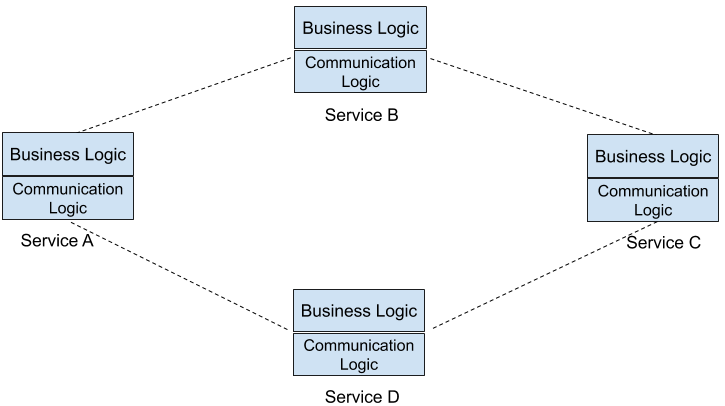 Business Logic
Communication
Logic
Service B
Business Logic
Communication
Logic
Service A
Business Logic
Communication
Logic
Service C
Business Logic
Communication
Logic
Service D